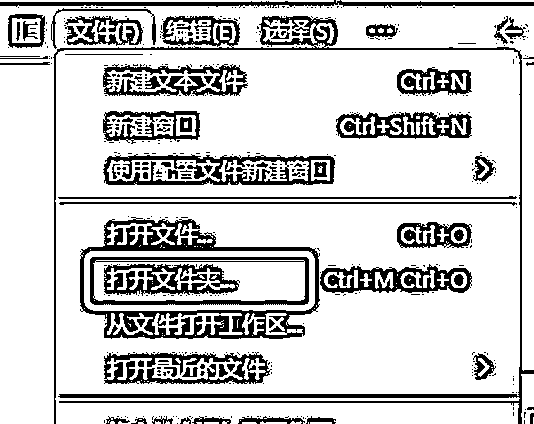 文件(F) 编辑(E) 选择(S) ...
新建文本文件 Ctrl+N
新建窗口 Ctrl+Shift+N
使用配置文件新建窗口 >
打开文件... Ctrl+O
打开文件夹... Ctrl+M Ctrl+O
从文件打开工作区...
打开最近的文件 >